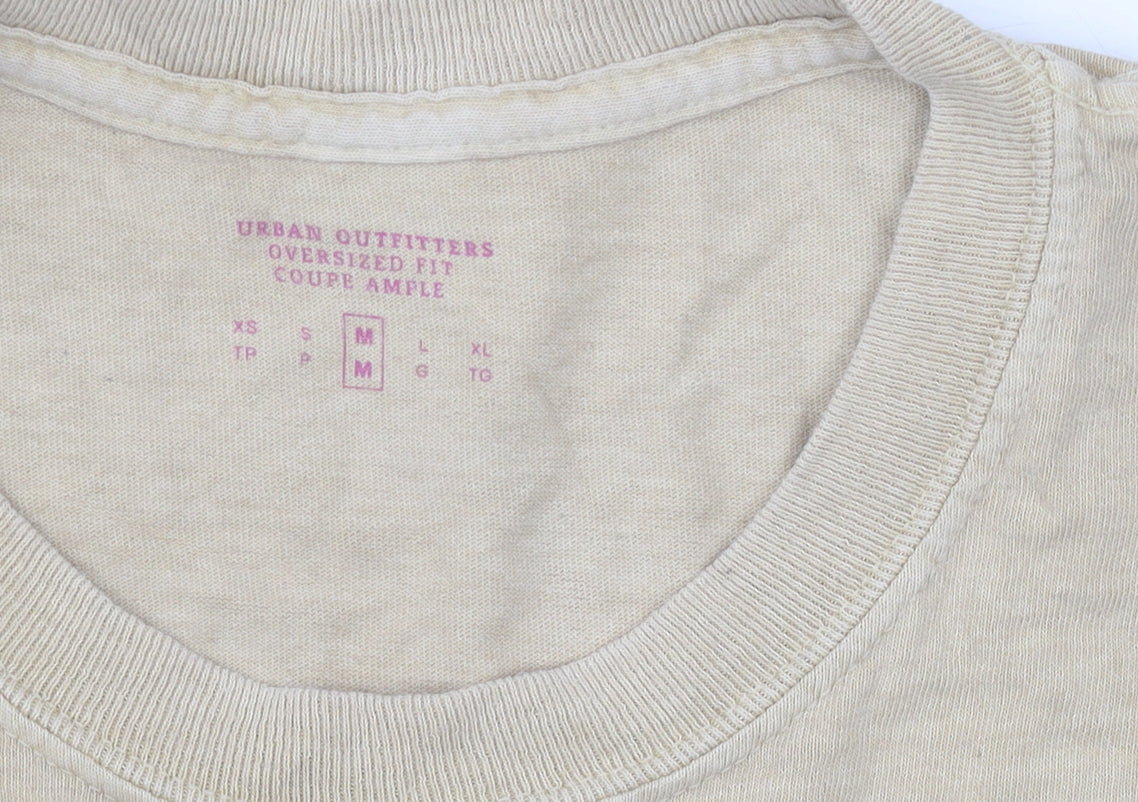 URBAN OUTFITTERS
OVERSIZED FIT
COUPE AMPLE
XS S M L XL
TP P M G TG